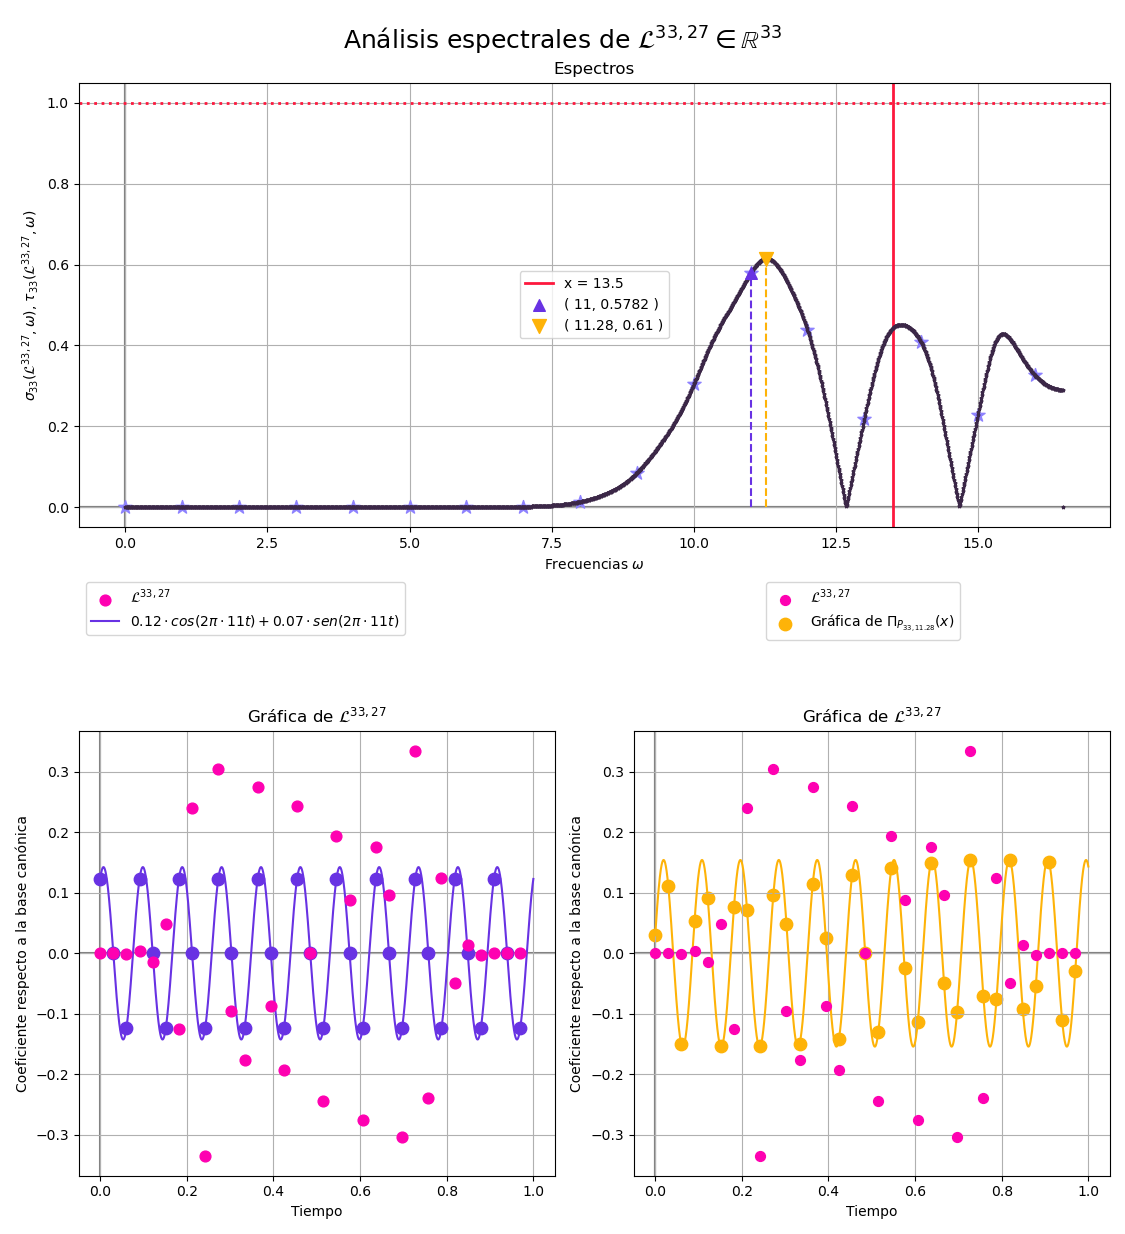 Análisis espectrales de ℒ^{33,27} ∈ ℝ^{33}
Espectros
σ₃₃(ℒ^{33,27}, ω), τ₃₃(ℒ^{33,27}, ω)
1.0
0.8
0.6
0.4
0.2
0.0
x = 13.5
( 11, 0.5782 )
( 11.28, 0.61 )
0.0 2.5 5.0 7.5 10.0 12.5 15.0
Frecuencias ω
ℒ^{33,27}
0.12 · cos(2π · 11t) + 0.07 · sen(2π · 11t)
ℒ^{33,27}
Gráfica de Π_{P_{33,11.28}}(x)
Gráfica de ℒ^{33,27}
Coeficiente respecto a la base canónica
0.3
0.2
0.1
0.0
−0.1
−0.2
−0.3
0.0 0.2 0.4 0.6 0.8 1.0
Tiempo
Gráfica de ℒ^{33,27}
Coeficiente respecto a la base canónica
0.3
0.2
0.1
0.0
−0.1
−0.2
−0.3
0.0 0.2 0.4 0.6 0.8 1.0
Tiempo